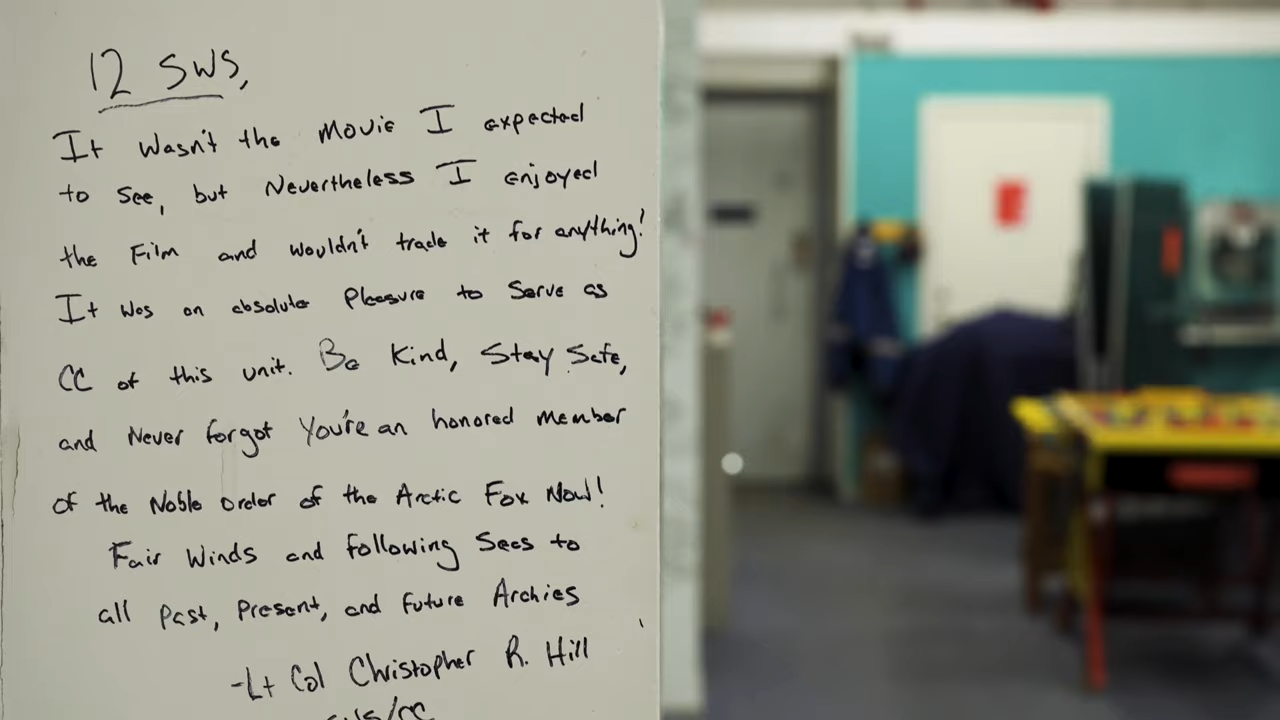 12 SWS,
It wasn't the movie I expected
to see, but nevertheless I enjoyed
the film and wouldn't trade it for anything!
It was an absolute pleasure to serve as
CC of this unit. Be kind, stay safe,
and never forgot you're an honored member
of the Noble Order of the Arctic Fox Now!
Fair winds and following seas to
all past, present, and future Archies
-Lt Col Christopher R. Hill